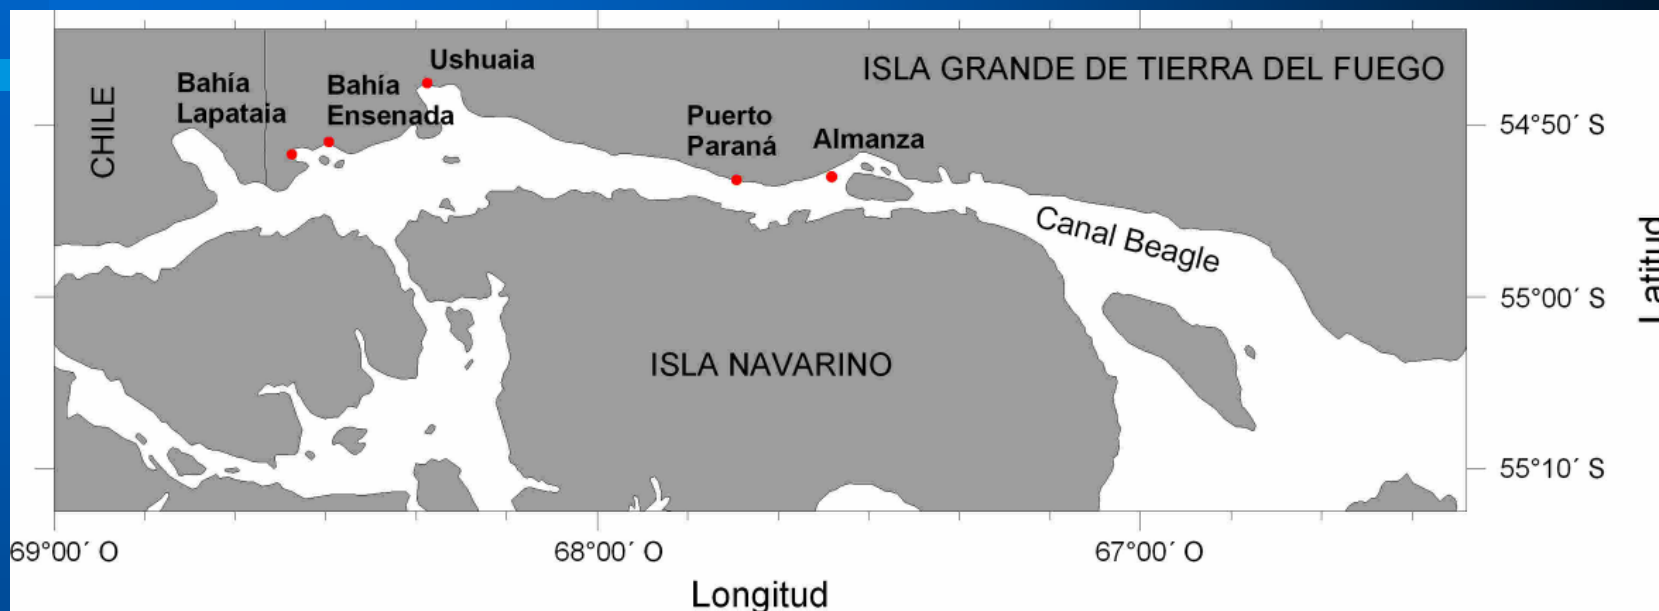 Ushuaia
ISLA GRANDE DE TIERRA DEL FUEGO
Bahía
Lapataia
Bahía
Ensenada
CHILE
Puerto
Paraná
Almanza
54°50´ S
Canal Beagle
55°00´ S
Latitud
ISLA NAVARINO
55°10´ S
69°00´ O
68°00´ O
67°00´ O
Longitud